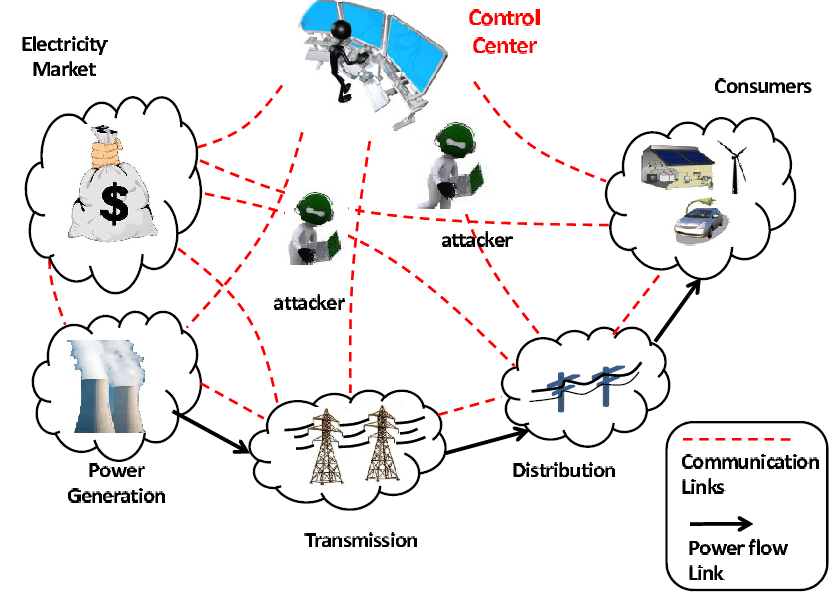 Control
Center
Electricity
Market
Consumers
$
attacker
attacker
Power
Generation
Transmission
Distribution
Communication
Links
Power flow
Link